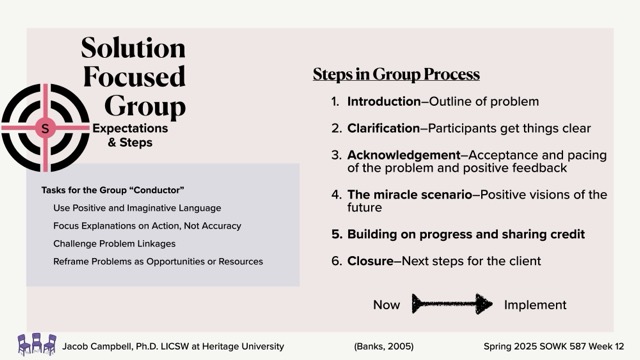 Solution
Focused
Group
Expectations
& Steps
S
Tasks for the Group “Conductor”
Use Positive and Imaginative Language
Focus Explanations on Action, Not Accuracy
Challenge Problem Linkages
Reframe Problems as Opportunities or Resources
Steps in Group Process
1. Introduction–Outline of problem
2. Clarification–Participants get things clear
3. Acknowledgement–Acceptance and pacing
of the problem and positive feedback
4. The miracle scenario–Positive visions of the
future
5. Building on progress and sharing credit
6. Closure–Next steps for the client
Now Implement
Jacob Campbell, Ph.D. LICSW at Heritage University (Banks, 2005) Spring 2025 SOWK 587 Week 12